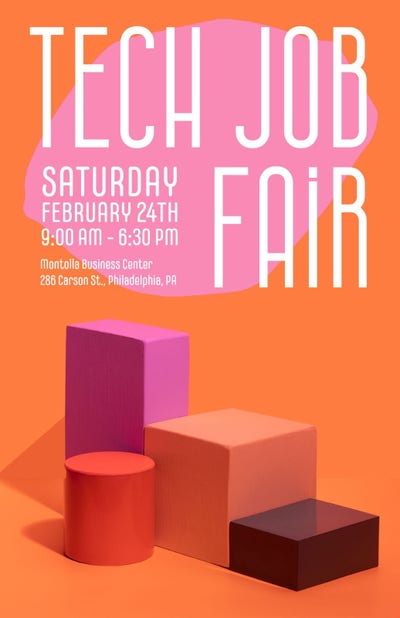 TECH JOB
FAiR
SATURDAY
FEBRUARY 24TH
9:00 AM - 6:30 PM
Montolla Business Center
286 Carson St., Philadelphia, PA